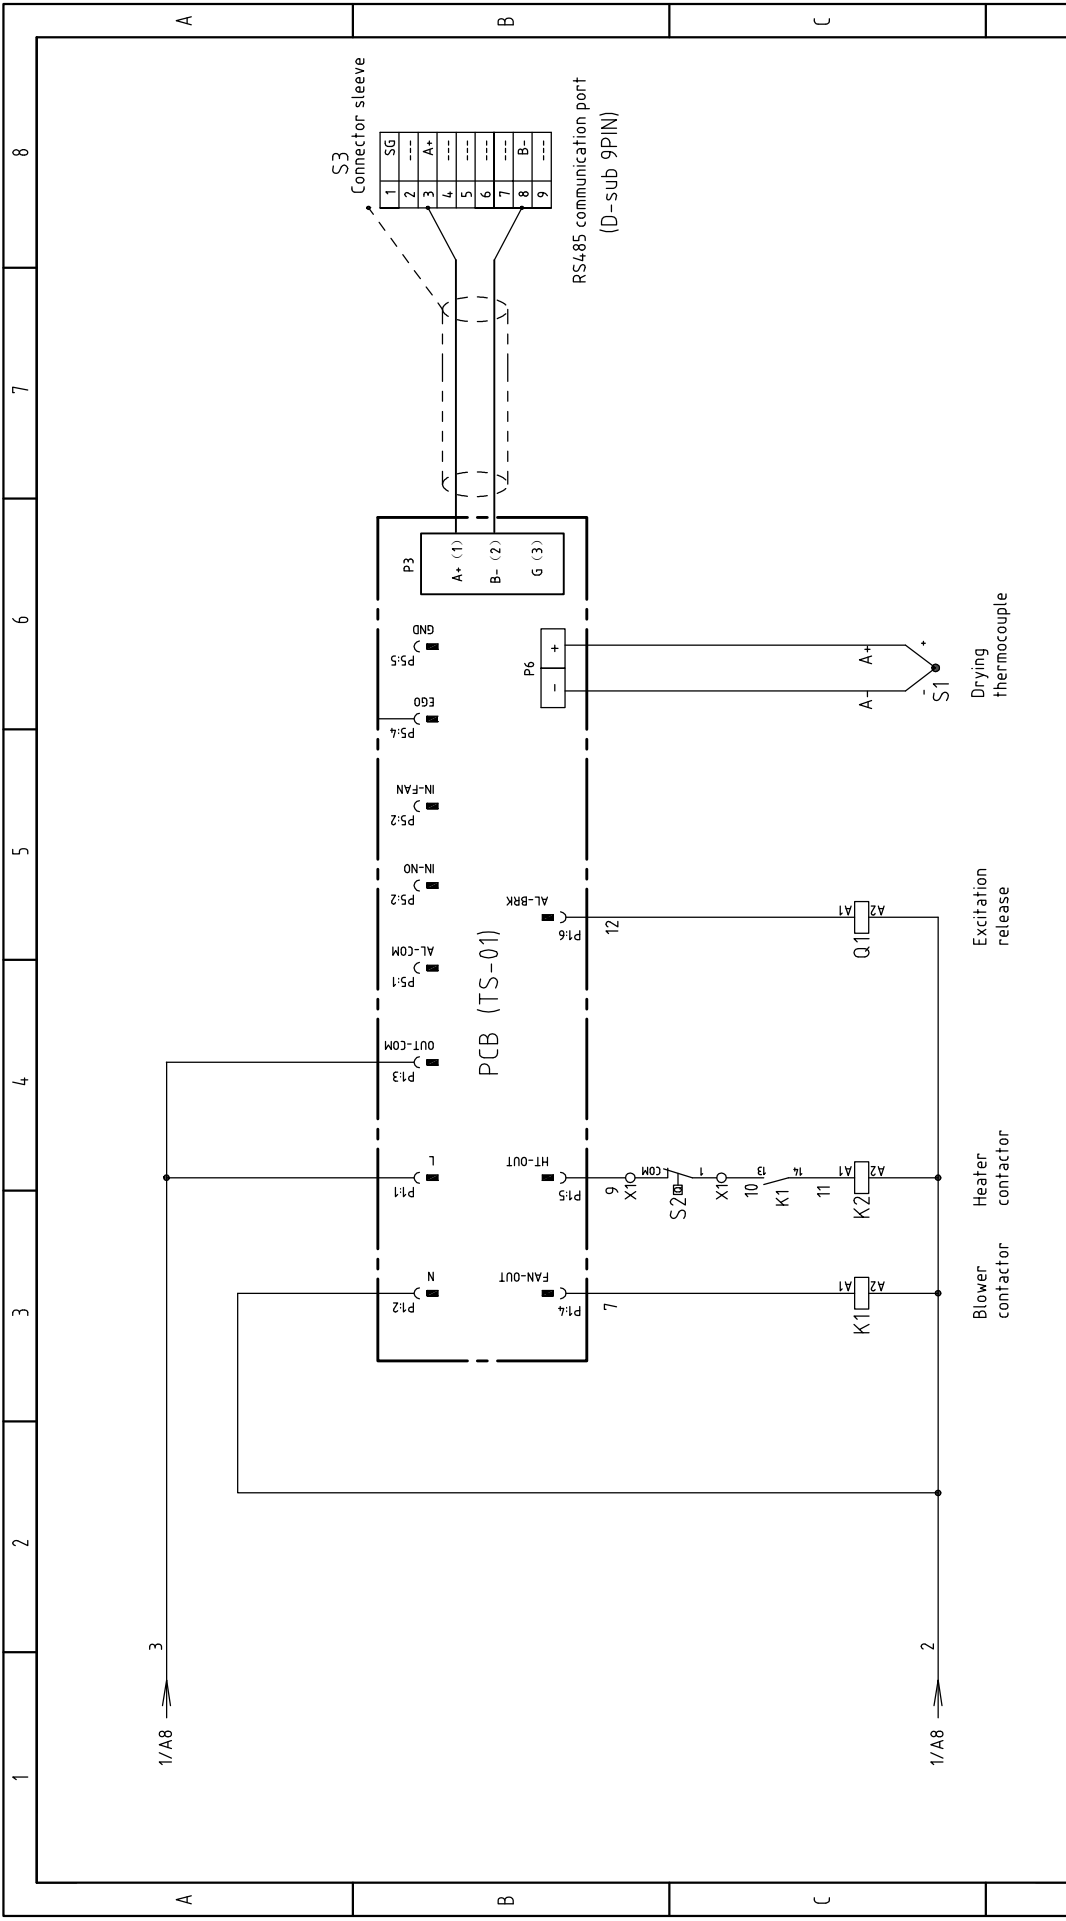 1
2
3
4
5
6
7
8
A
A
B
B
C
C
1/A8
3
1/A8
2
S3
Connector sleeve
1 SG
2 ---
3 A+
4 ---
5 ---
6 ---
7 ---
8 B-
9 ---
RS485 communication port
(D-sub 9PIN)
P1:2
N
P1:1
L
P1:3
OUT-COM
P5:1
AL-COM
P5:2
IN-NO
P5:2
IN-FAN
P5:4
EGO
P5:5
GND
P3
A+ (1)
B- (2)
G (3)
PCB (TS-01)
FAN-OUT
P1:4
HT-OUT
P1:5
AL-BRK
P1:6
P6
- +
7
9
12
X1
COM
S2
1
X1
10
13
K1
14
11
K1
A1
A2
K2
A1
A2
Q1
A1
A2
A-
A+
- +
S1
Blower
contactor
Heater
contactor
Excitation
release
Drying
thermocouple